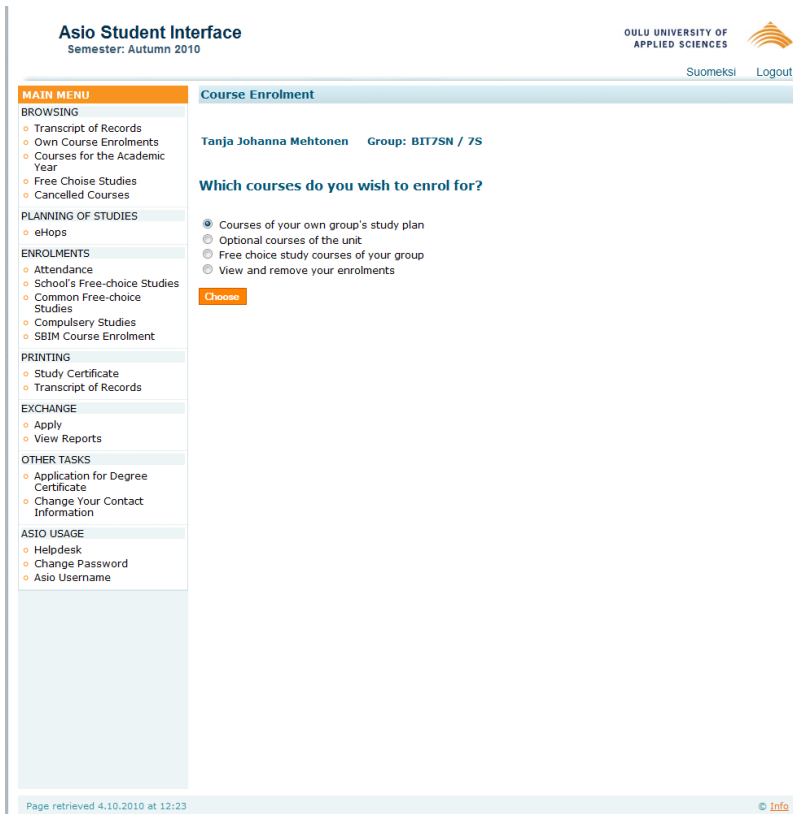 Asio Student Interface
Semester: Autumn 2010
OULU UNIVERSITY OF
APPLIED SCIENCES
Suomeksi Logout
MAIN MENU
BROWSING
Transcript of Records
Own Course Enrolments
Courses for the Academic
Year
Free Choise Studies
Cancelled Courses
PLANNING OF STUDIES
eHops
ENROLMENTS
Attendance
School's Free-choice Studies
Common Free-choice
Studies
Compulsery Studies
SBIM Course Enrolment
PRINTING
Study Certificate
Transcript of Records
EXCHANGE
Apply
View Reports
OTHER TASKS
Application for Degree
Certificate
Change Your Contact
Information
ASIO USAGE
Helpdesk
Change Password
Asio Username
Course Enrolment
Tanja Johanna Mehtonen Group: BIT7SN / 7S
Which courses do you wish to enrol for?
Courses of your own group's study plan
Optional courses of the unit
Free choice study courses of your group
View and remove your enrolments
Choose
Page retrieved 4.10.2010 at 12:23
© Info